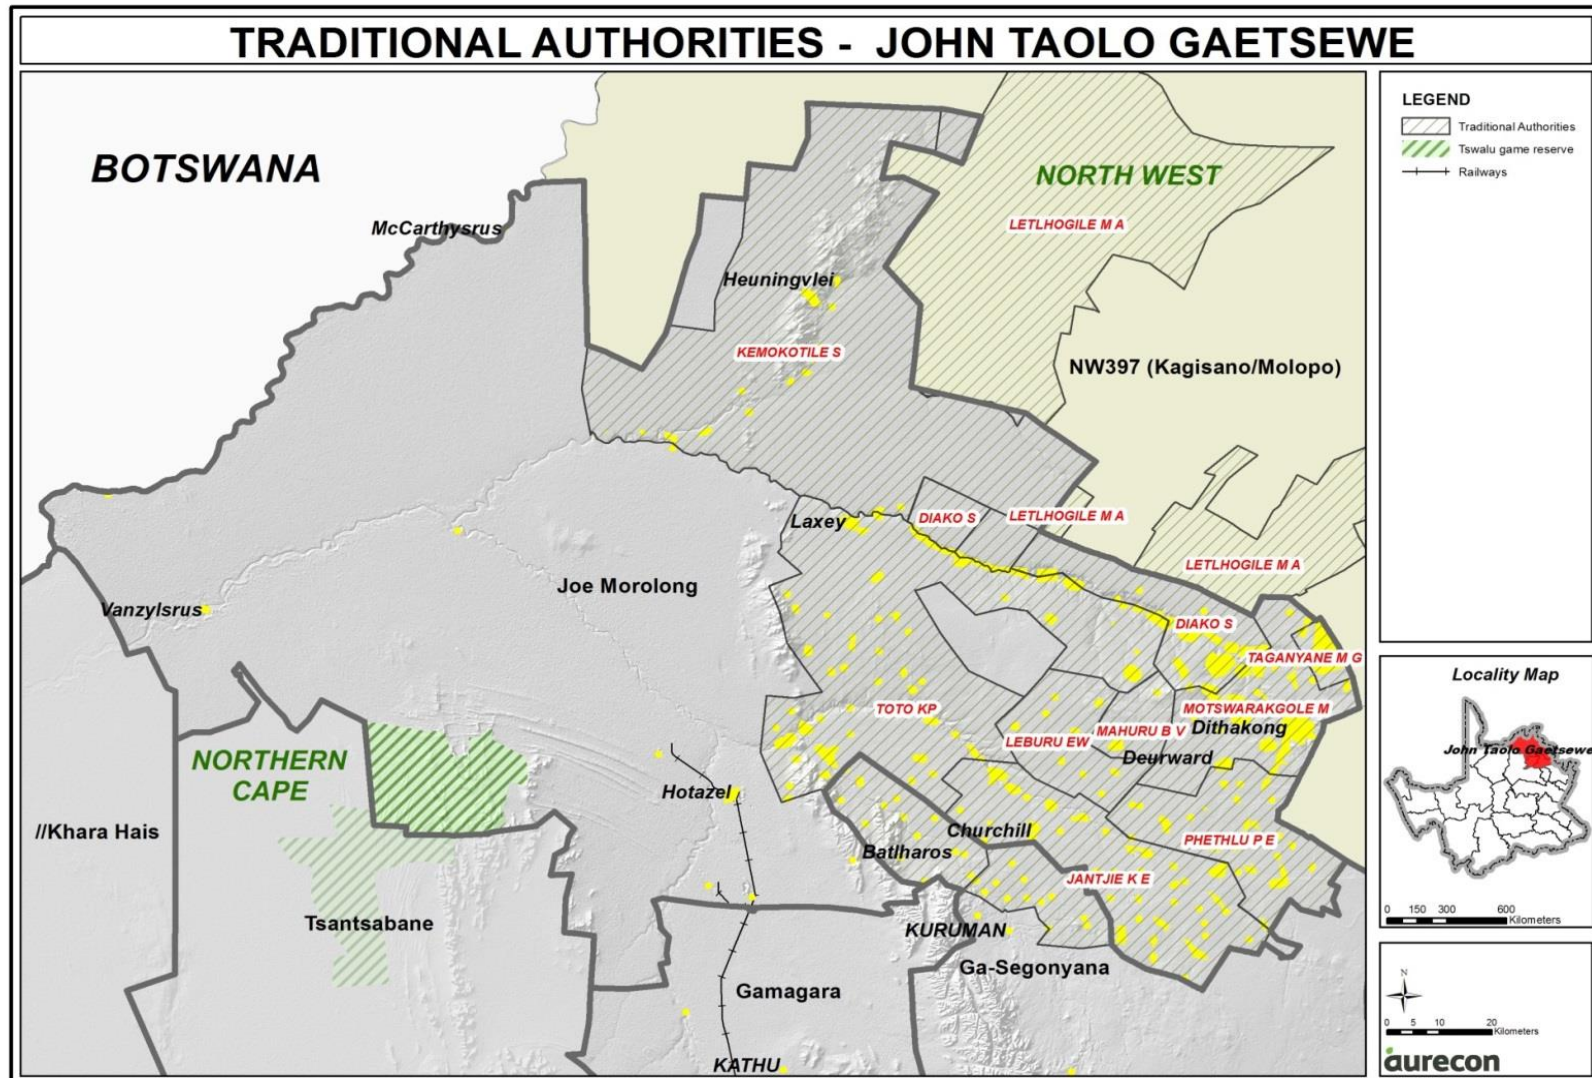 TRADITIONAL AUTHORITIES - JOHN TAOLO GAETSEWE
BOTSWANA
McCarthysrus
NORTH WEST
LETLHOGILE M A
Heuningvlei
KEMOKOTILE S
NW397 (Kagisano/Molopo)
Laxey
DIAKO S
LETLHOGILE M A
LETLHOGILE M A
Joe Morolong
Vanzylsrus
DIAKO S
TAGANYANE M G
TOTO KP
MOTSWARAKGOLE M
Dithakong
MAHURU B V
LEBURU EW
Deurward
NORTHERN
CAPE
Hotazel
//Khara Hais
Churchill
Batlharos
PHETHLU P E
JANTJIE K E
Tsantsabane
KURUMAN
Ga-Segonyana
Gamagara
KATHU
LEGEND
Traditional Authorities
Tswalu game reserve
Railways
Locality Map
John Taolo Gaetsewe
0 150 300 600
Kilometers
N
0 5 10 20
Kilometers
aurecon